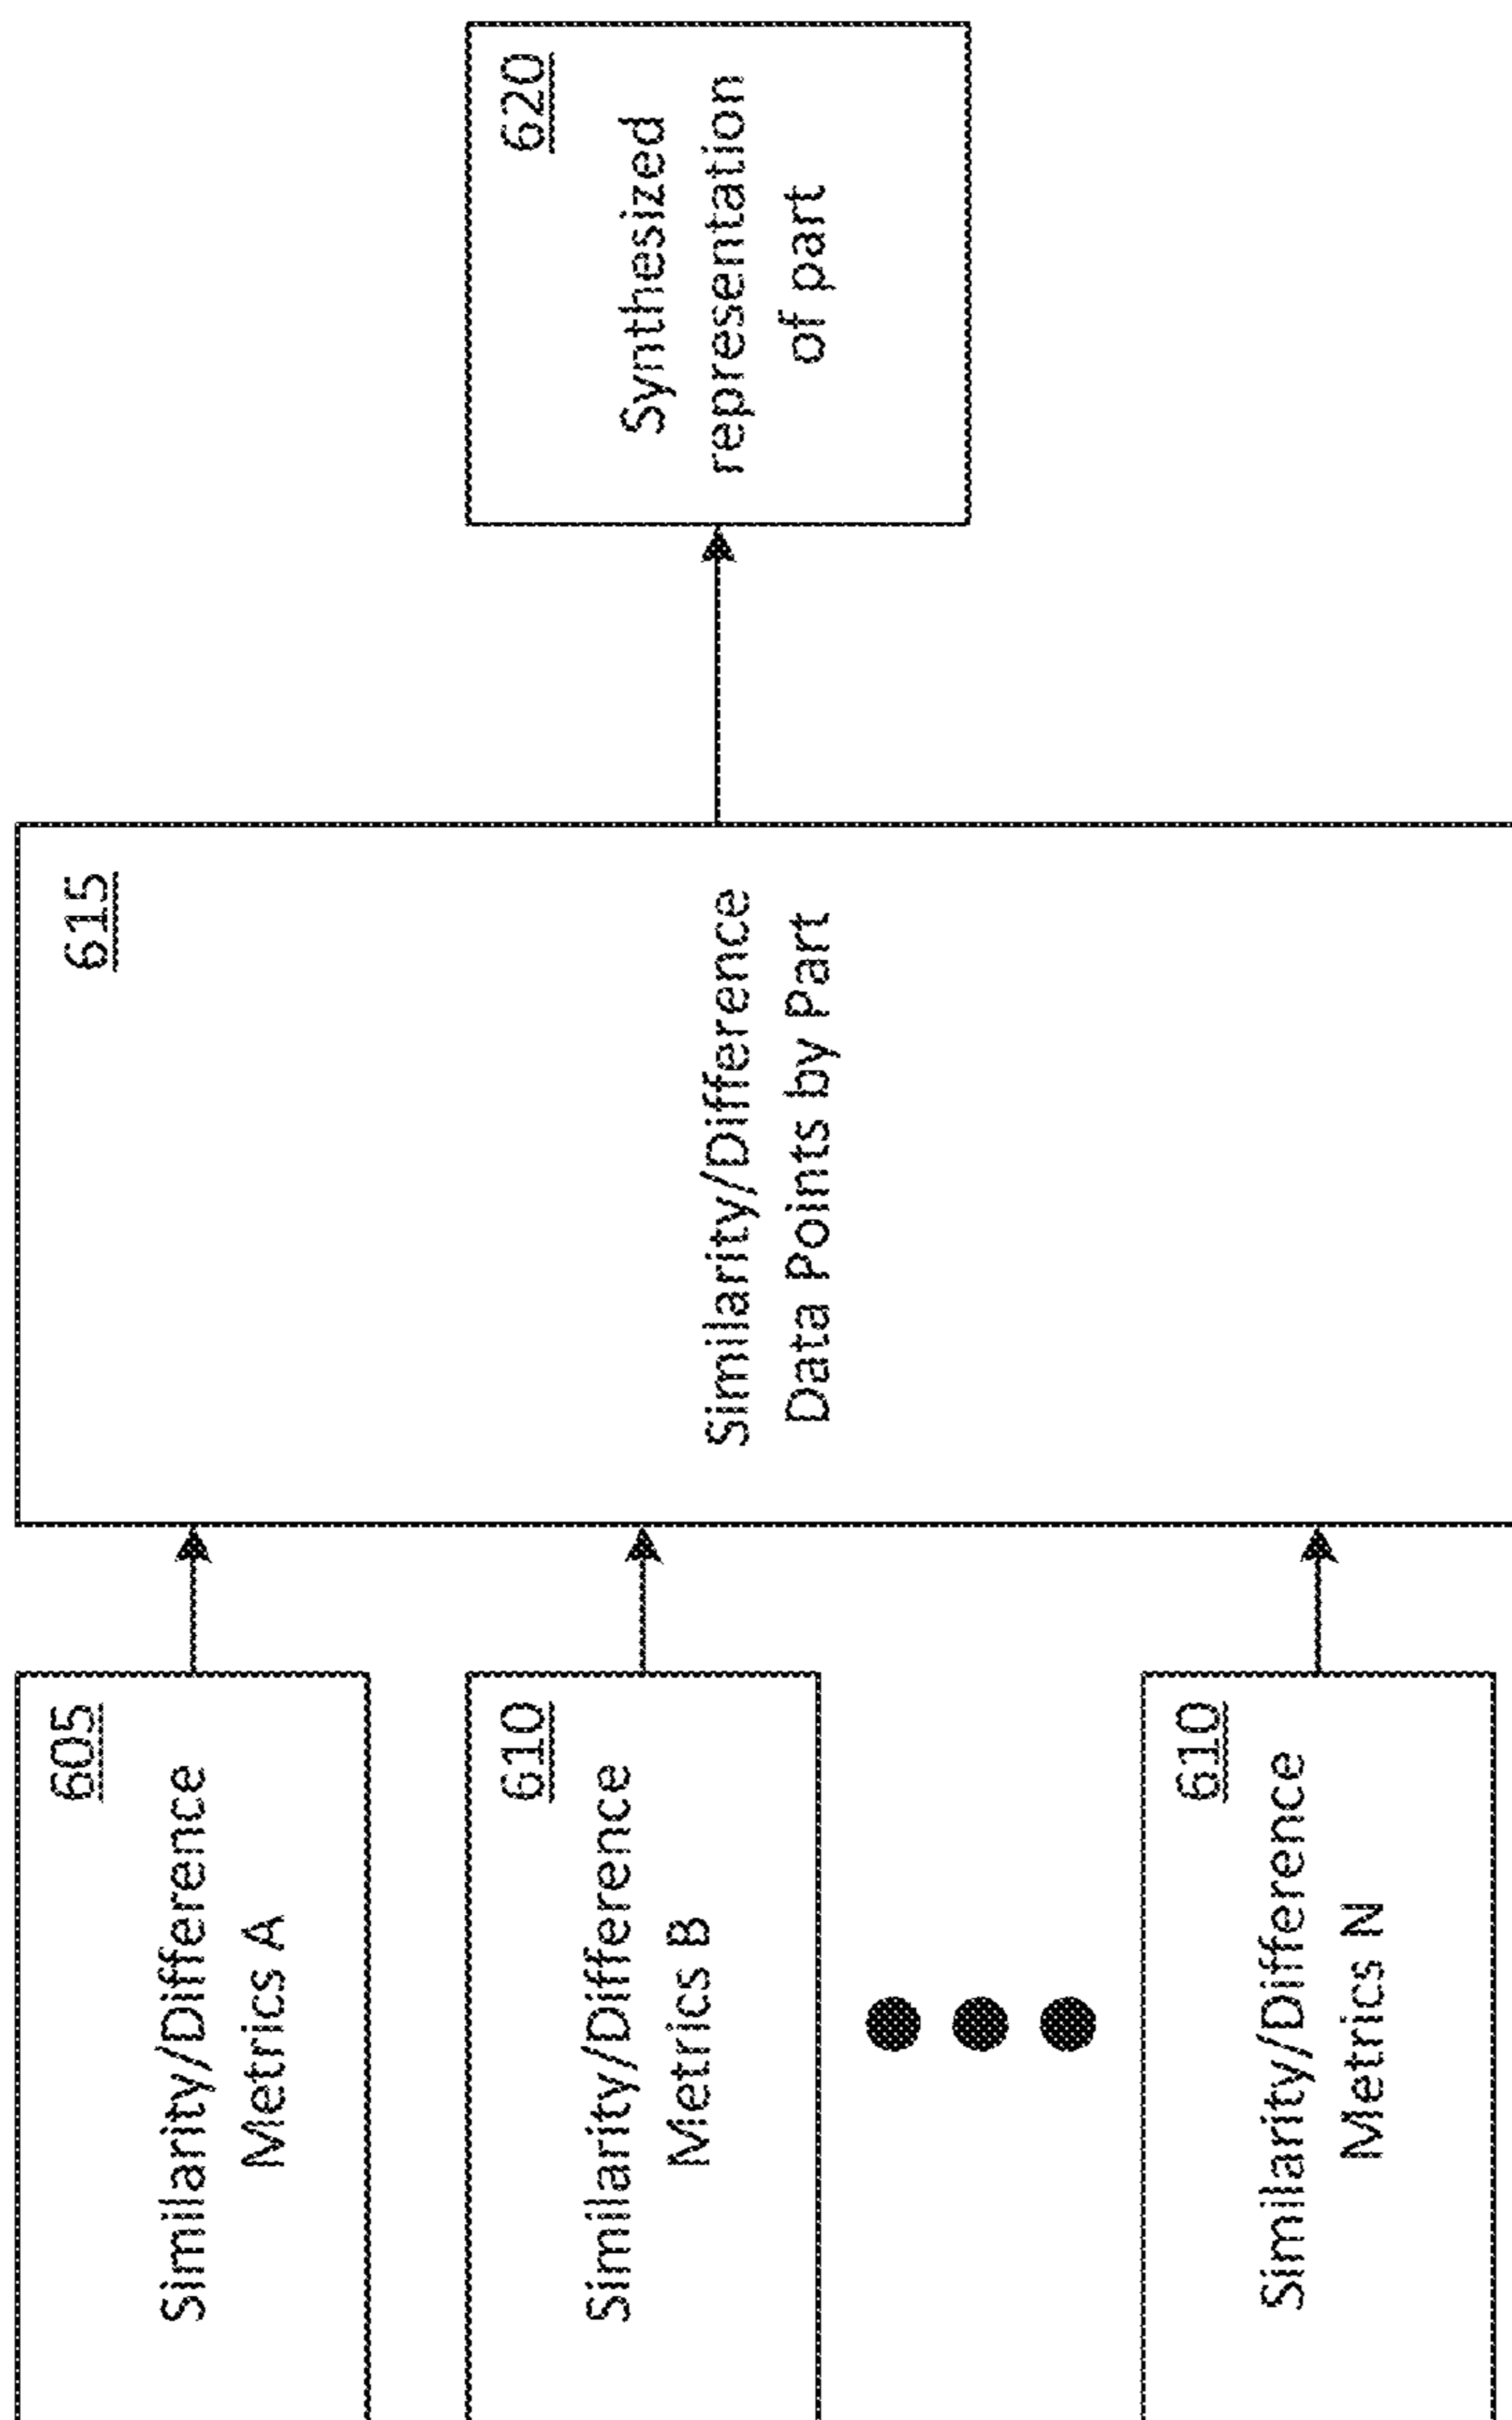 605
Similarity/Difference
Metrics A
610
Similarity/Difference
Metrics B
610
Similarity/Difference
Metrics N
615
Similarity/Difference
Data Points by Part
620
Synthesized
representation
of part